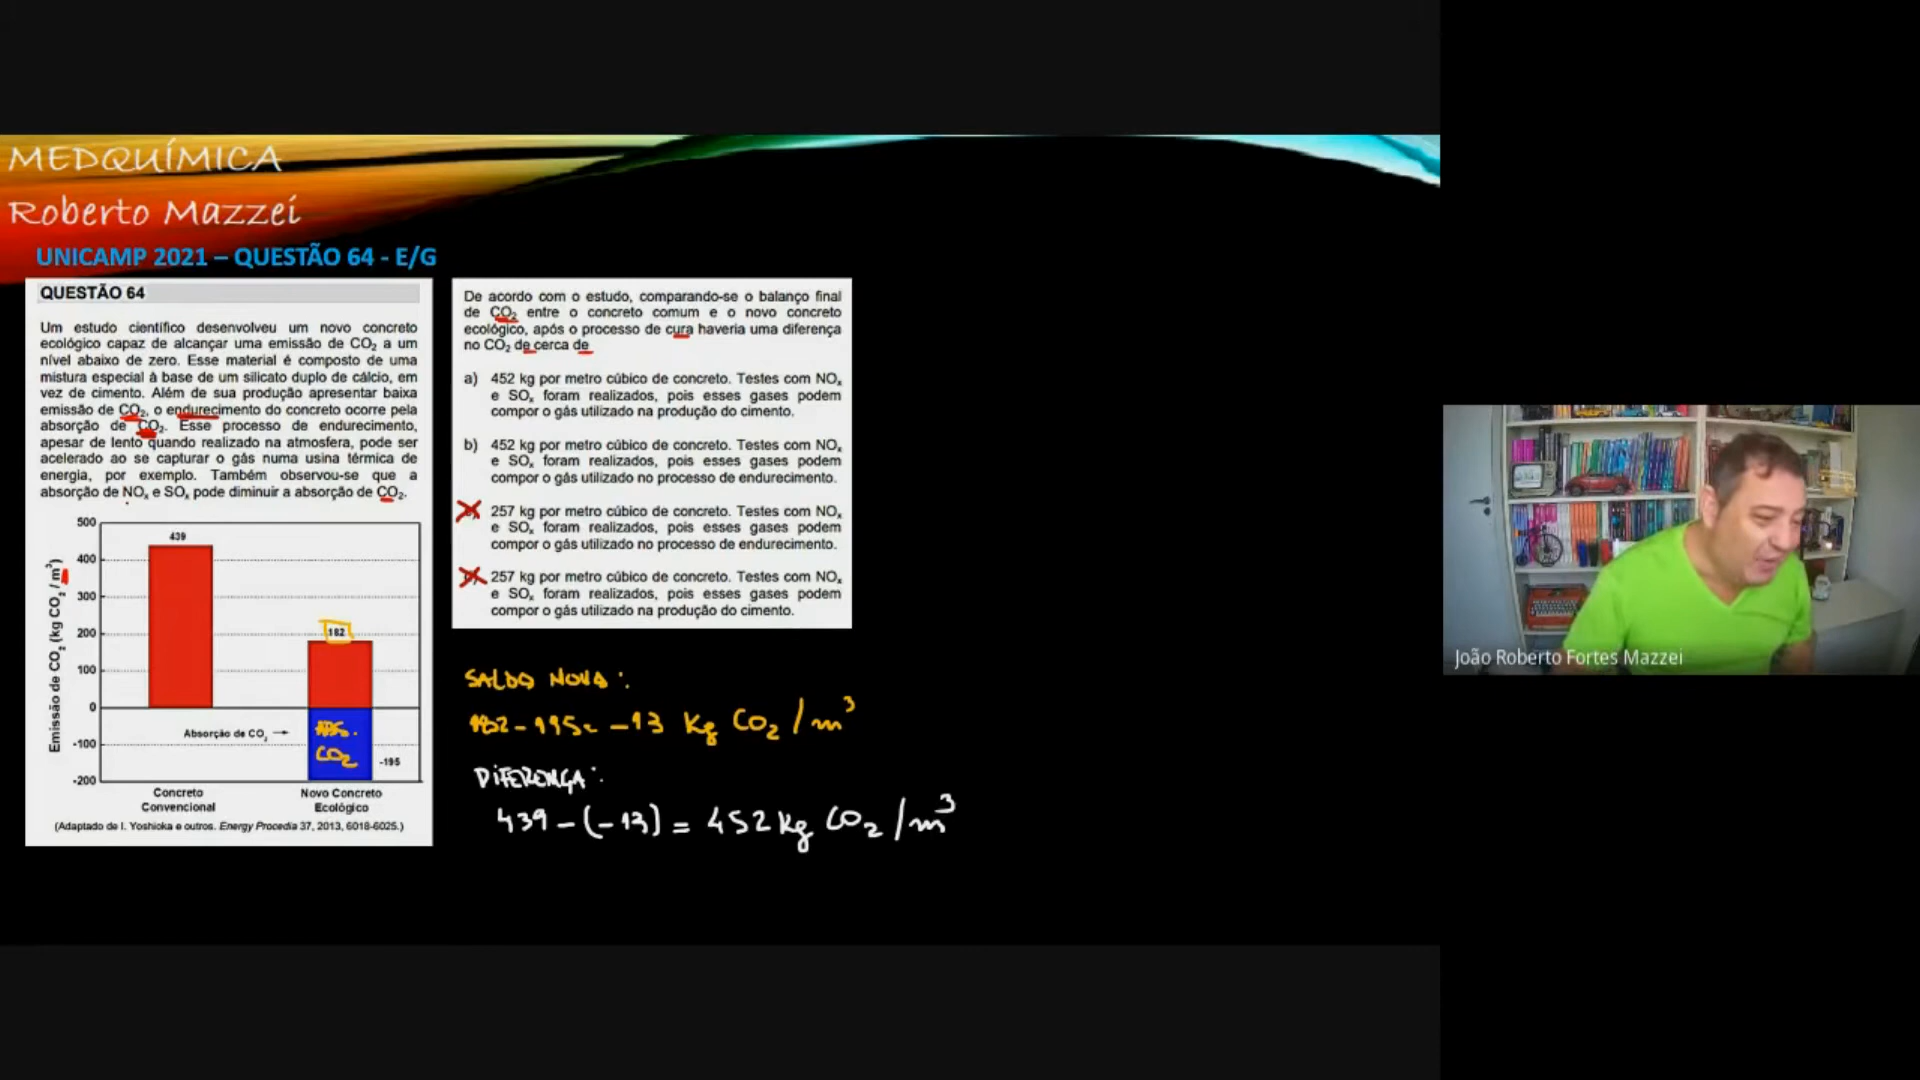 MEDQUÍMICA
Roberto Mazzei
UNICAMP 2021 – QUESTÃO 64 - E/G
QUESTÃO 64
Um estudo científico desenvolveu um novo concreto
ecológico capaz de alcançar uma emissão de CO₂ a um
nível abaixo de zero. Esse material é composto de uma
mistura especial à base de um silicato duplo de cálcio, em
vez de cimento. Além de sua produção apresentar baixa
emissão de CO₂, o endurecimento do concreto ocorre pela
absorção de CO₂. Esse processo de endurecimento,
apesar de lento quando realizado na atmosfera, pode ser
acelerado ao se capturar o gás numa usina térmica de
energia, por exemplo. Também observou-se que a
absorção de NOₓ e SOₓ pode diminuir a absorção de CO₂.
Emissão de CO₂ (kg CO₂ / m³)
500
400
300
200
100
0
-100
-200
439
182
Absorção de CO₂ →
ABS.
CO₂
-195
Concreto
Convencional
Novo Concreto
Ecológico
(Adaptado de I. Yoshioka e outros. Energy Procedia 37, 2013, 6018-6025.)
De acordo com o estudo, comparando-se o balanço final
de CO₂ entre o concreto comum e o novo concreto
ecológico, após o processo de cura haveria uma diferença
no CO₂ de cerca de
a) 452 kg por metro cúbico de concreto. Testes com NOₓ
e SOₓ foram realizados, pois esses gases podem
compor o gás utilizado na produção do cimento.
b) 452 kg por metro cúbico de concreto. Testes com NOₓ
e SOₓ foram realizados, pois esses gases podem
compor o gás utilizado no processo de endurecimento.
257 kg por metro cúbico de concreto. Testes com NOₓ
e SOₓ foram realizados, pois esses gases podem
compor o gás utilizado no processo de endurecimento.
257 kg por metro cúbico de concreto. Testes com NOₓ
e SOₓ foram realizados, pois esses gases podem
compor o gás utilizado na produção do cimento.
SALDO NOVO:
182 - 195 = -13 Kg CO₂ / m³
DIFERENÇA:
439 - (-13) = 452 kg CO₂ / m³
João Roberto Fortes Mazzei